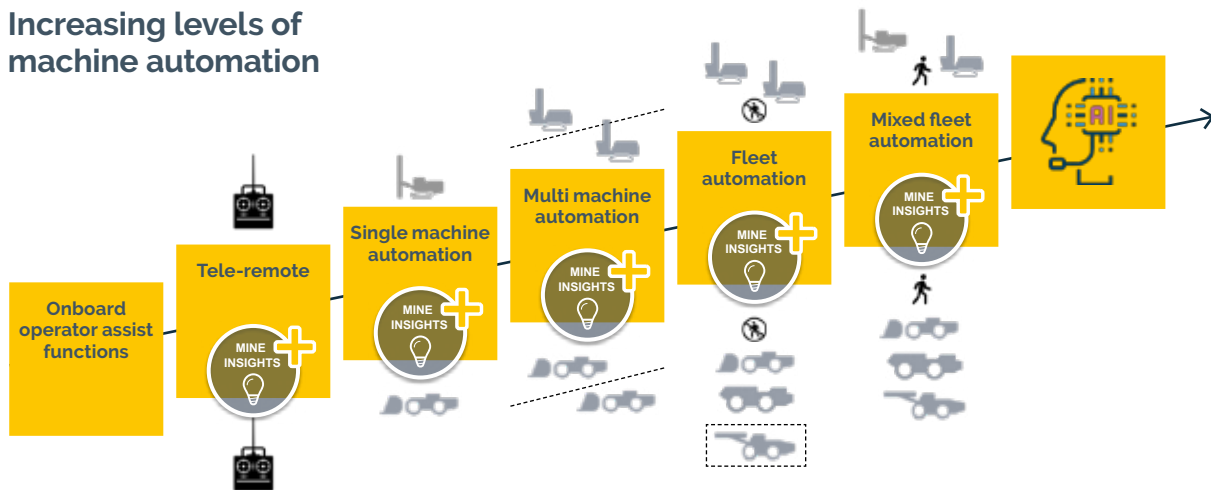 Increasing levels of
machine automation
Onboard
operator assist
functions
Tele-remote
MINE
INSIGHTS
Single machine
automation
MINE
INSIGHTS
Multi machine
automation
MINE
INSIGHTS
Fleet
automation
MINE
INSIGHTS
Mixed fleet
automation
MINE
INSIGHTS
AI